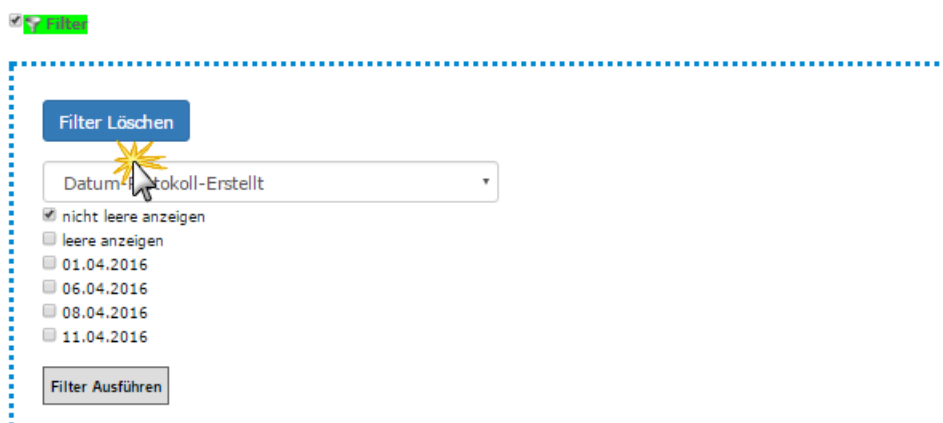 Filter
Filter Löschen
Datum-Protokoll-Erstellt
nicht leere anzeigen
leere anzeigen
01.04.2016
06.04.2016
08.04.2016
11.04.2016
Filter Ausführen